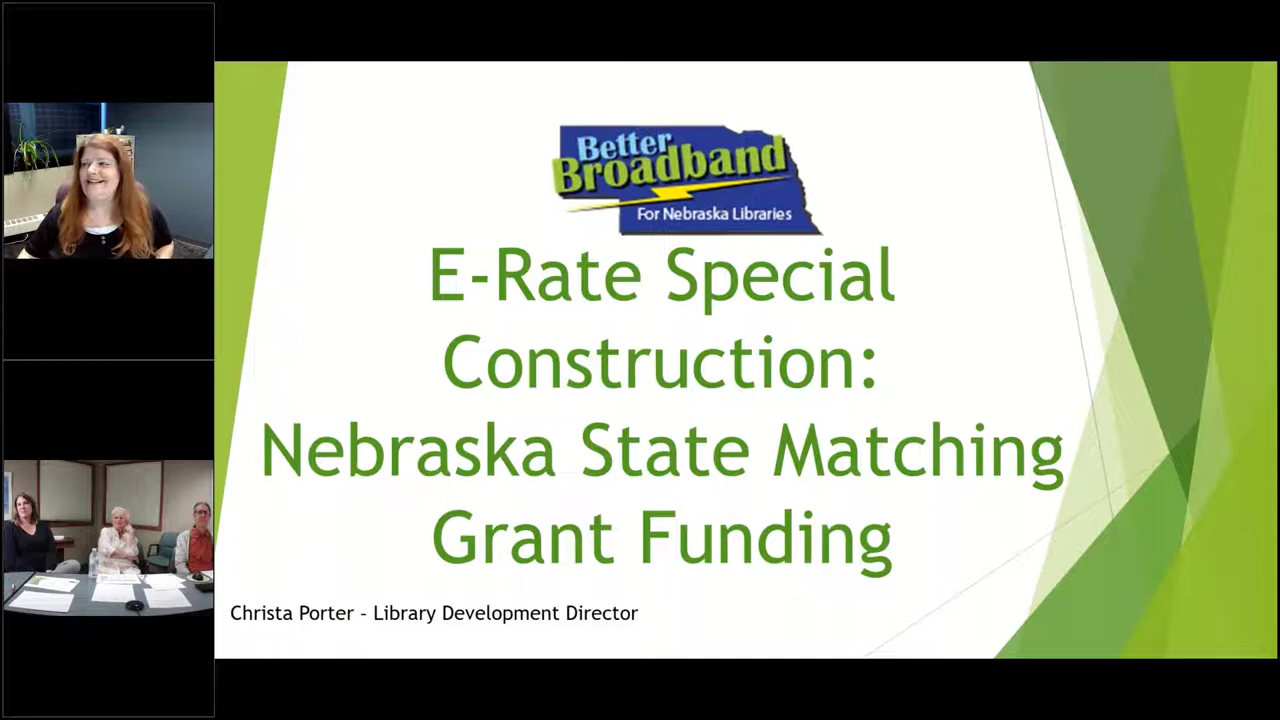 Better
Broadband
For Nebraska Libraries
E-Rate Special
Construction:
Nebraska State Matching
Grant Funding
Christa Porter – Library Development Director